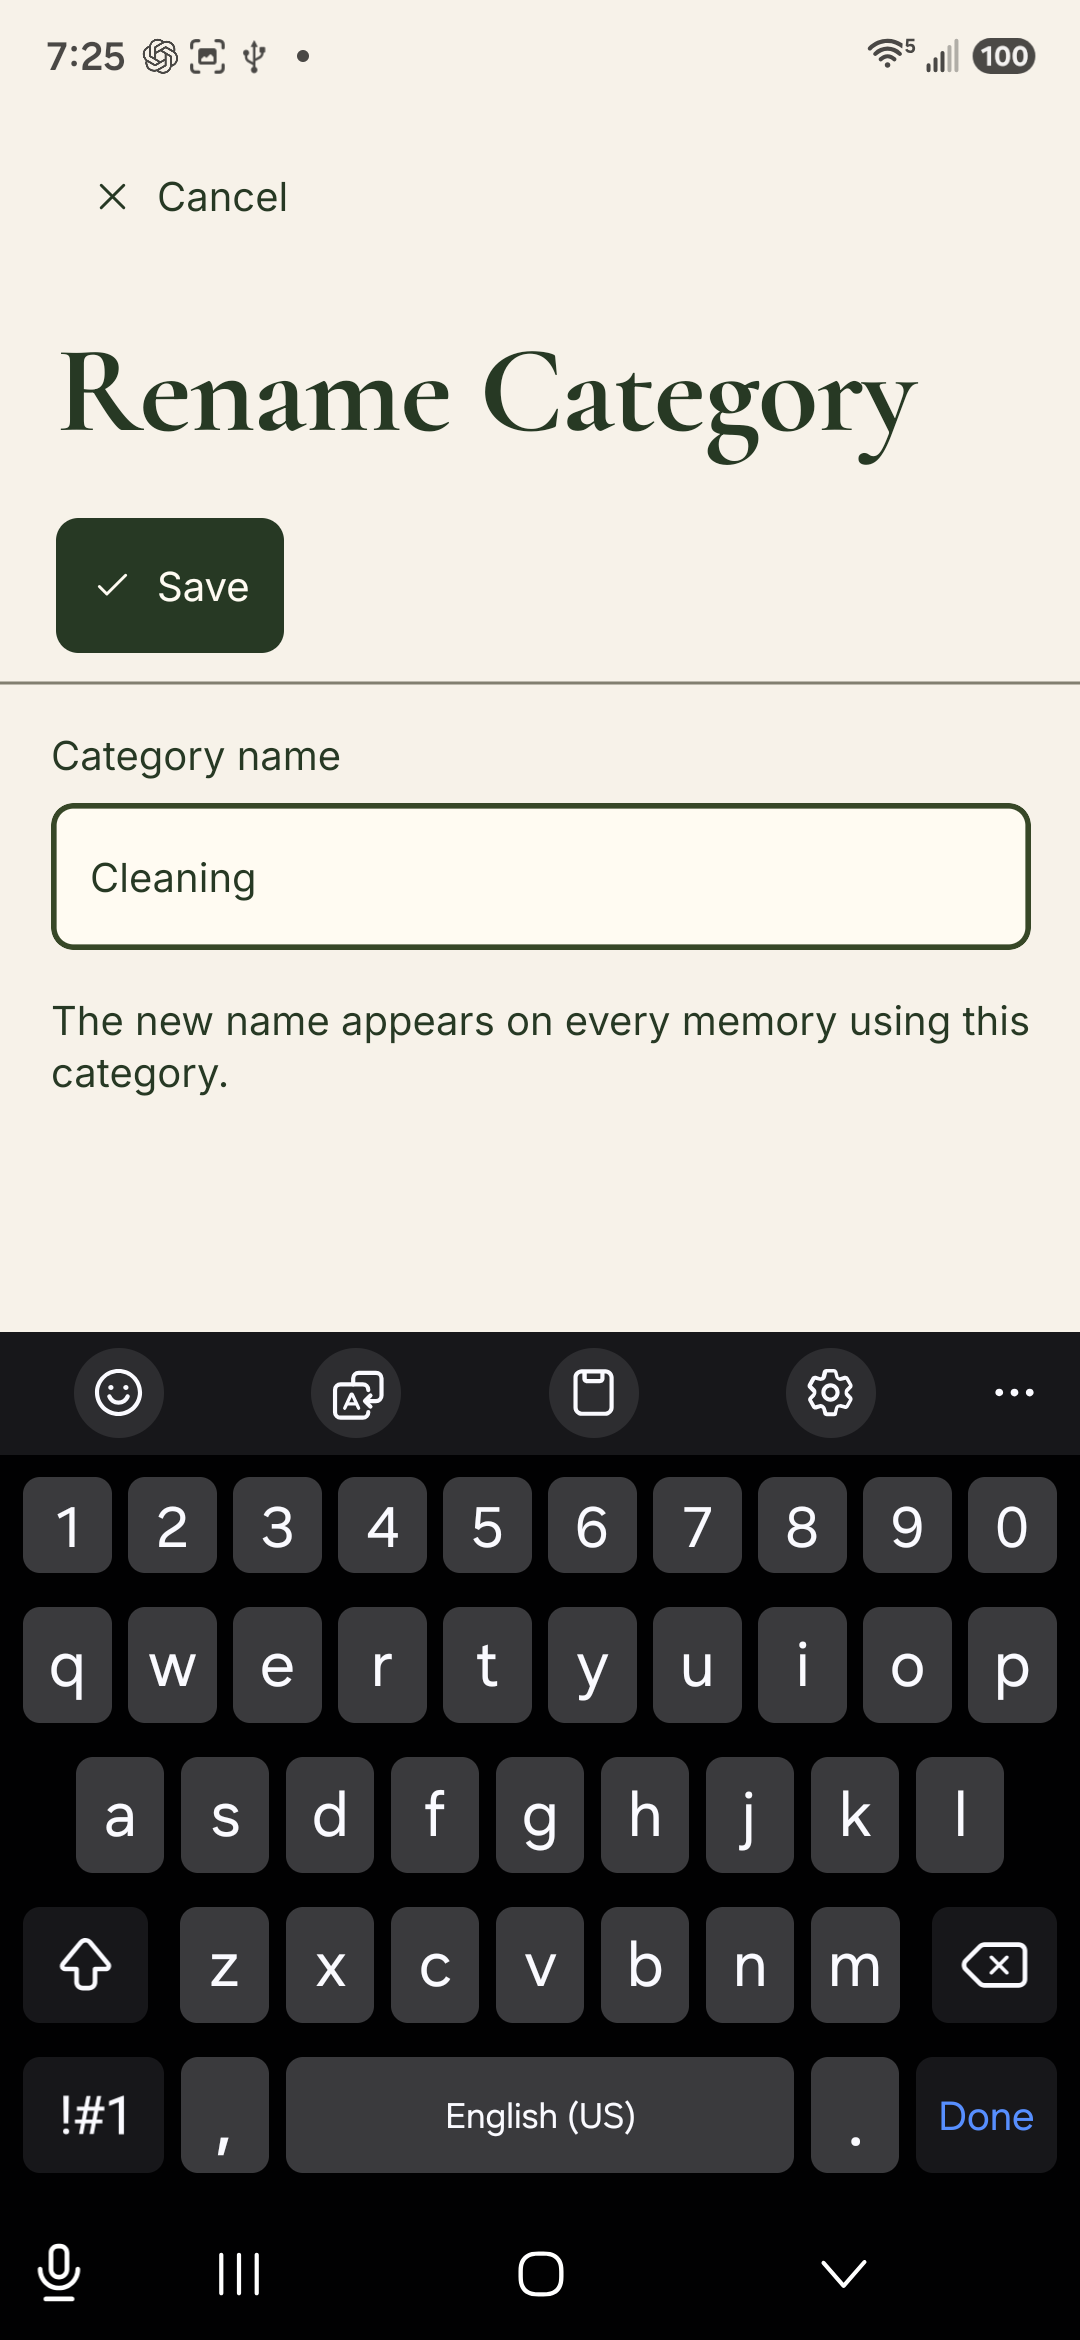 7:25
5
100
Cancel
Rename Category
Save
Category name
Cleaning
The new name appears on every memory using this
category.
A
1 2 3 4 5 6 7 8 9 0
q w e r t y u i o p
a s d f g h j k l
z x c v b n m
!#1 , English (US) . Done